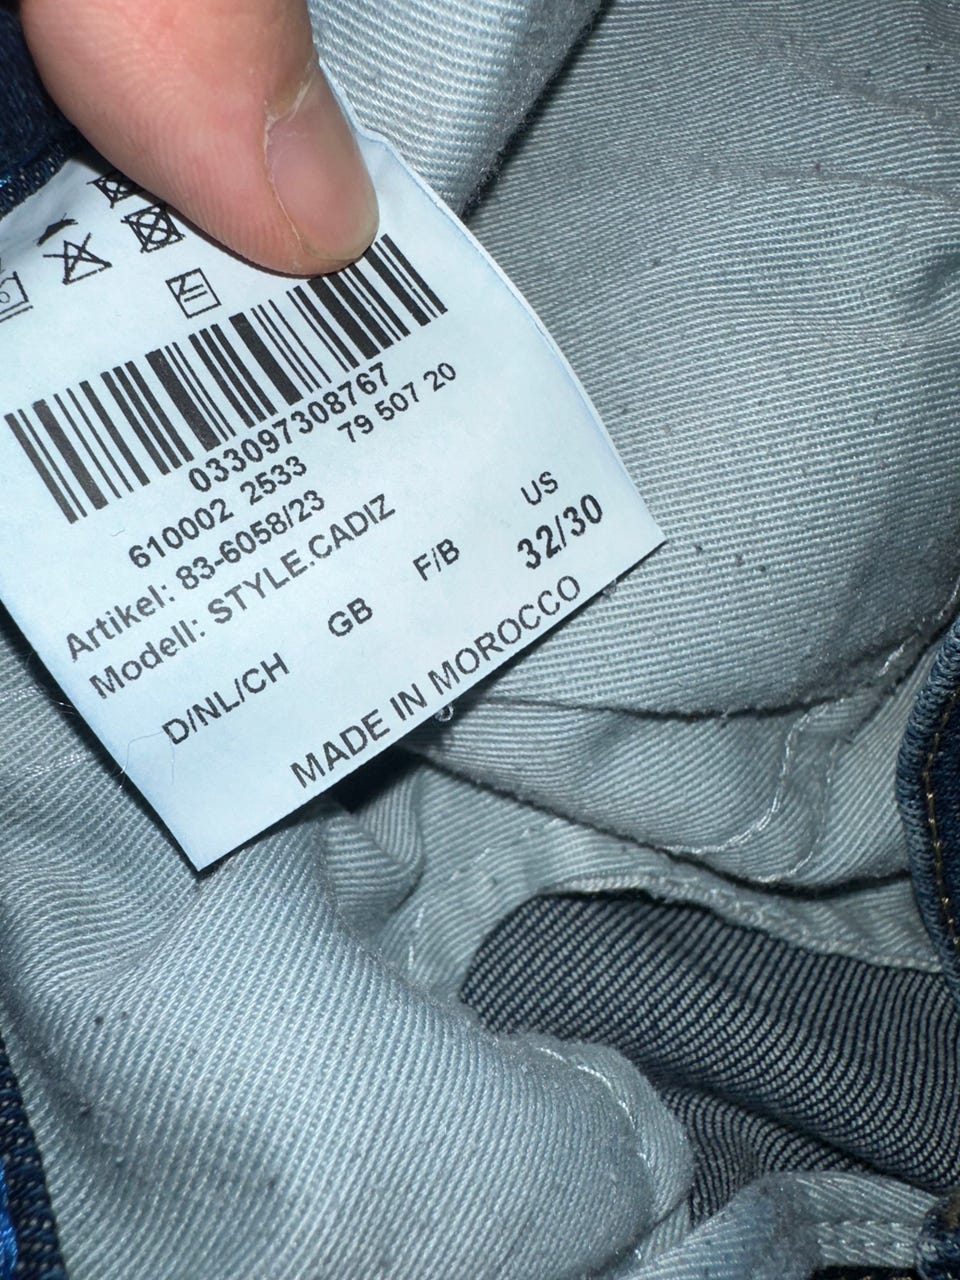 033097308767
610002 2533 79 507 20
Artikel: 83-6058/23
Modell: STYLE.CADIZ
D/NL/CH GB F/B US
32/30
MADE IN MOROCCO